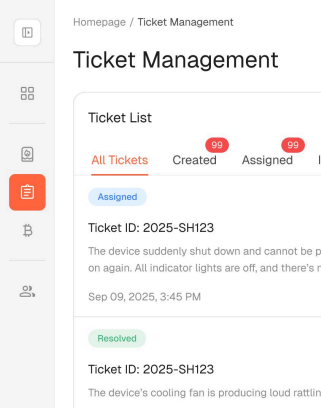 Homepage / Ticket Management
Ticket Management
Ticket List
99 99
All Tickets Created Assigned
Assigned
Ticket ID: 2025-SH123
The device suddenly shut down and cannot be
on again. All indicator lights are off, and there's
Sep 09, 2025, 3:45 PM
Resolved
Ticket ID: 2025-SH123
The device's cooling fan is producing loud